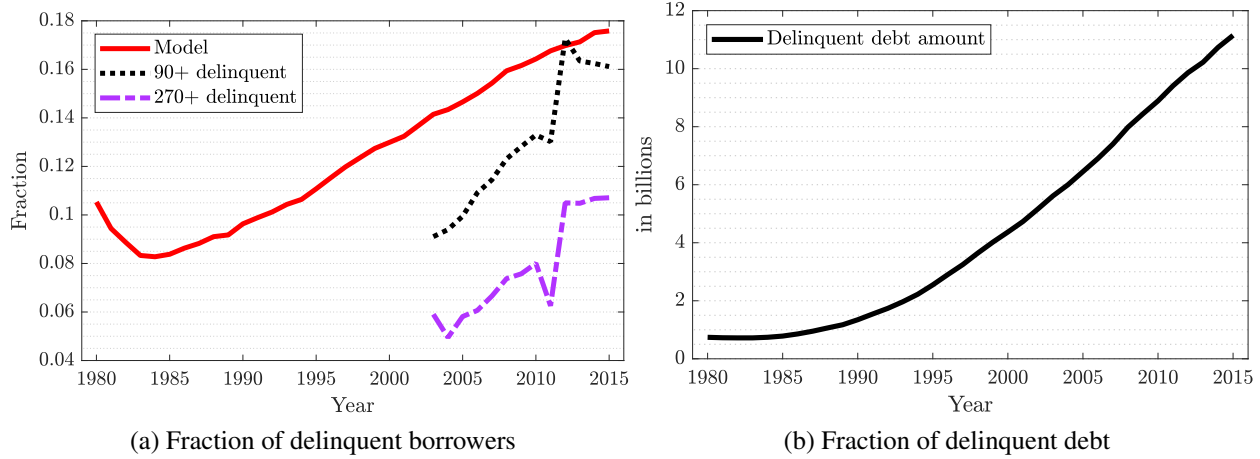 0.18
0.16
0.14
0.12
0.1
0.08
0.06
0.04
Fraction
Model
90+ delinquent
270+ delinquent
1980 1985 1990 1995 2000 2005 2010 2015
Year
(a) Fraction of delinquent borrowers
12
10
8
6
4
2
0
in billions
Delinquent debt amount
1980 1985 1990 1995 2000 2005 2010 2015
Year
(b) Fraction of delinquent debt